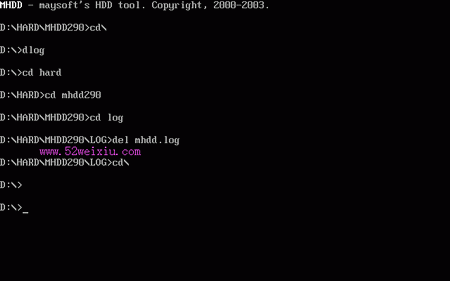 MHDD - maysoft's HDD tool. Copyright, 2000-2003.
D:\HARD\MHDD290>cd\
D:\>dlog
D:\>cd hard
D:\HARD>cd mhdd290
D:\HARD\MHDD290>cd log
D:\HARD\MHDD290\LOG>del mhdd.log
www.52weixiu.com
D:\HARD\MHDD290\LOG>cd\
D:\>
D:\>_